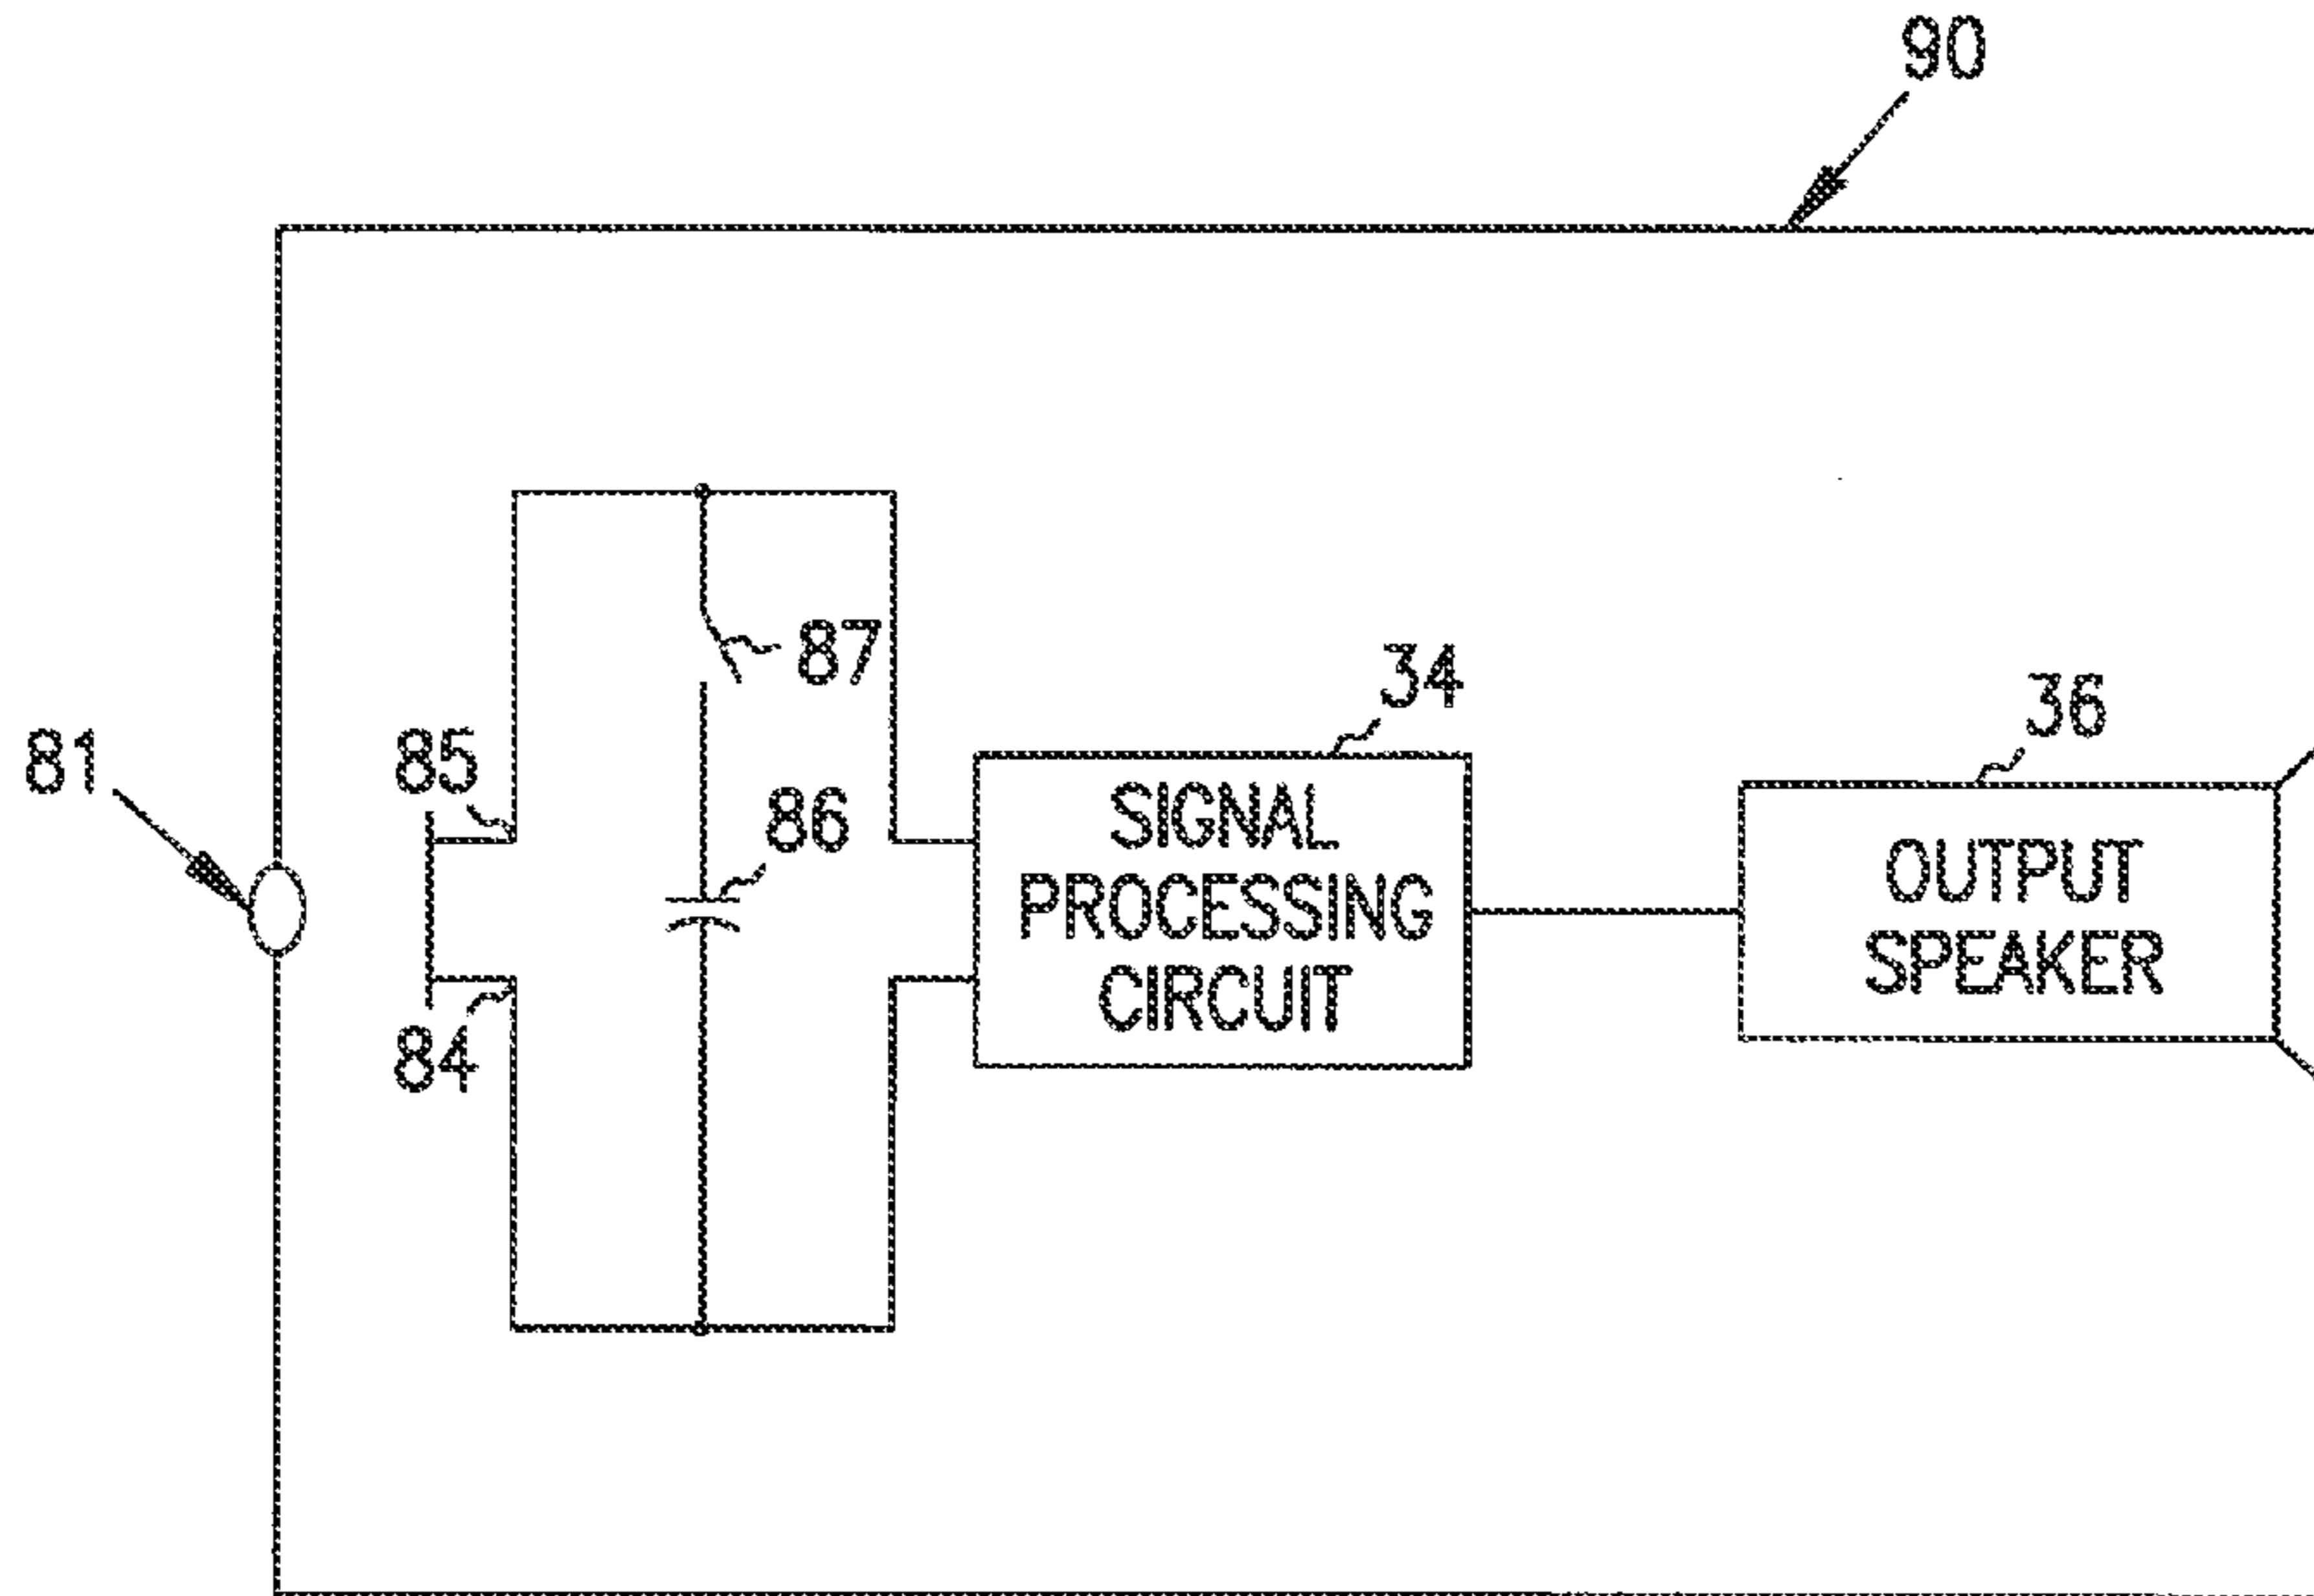 90
87
34
36
81
85
86
SIGNAL
PROCESSING
CIRCUIT
OUTPUT
SPEAKER
84